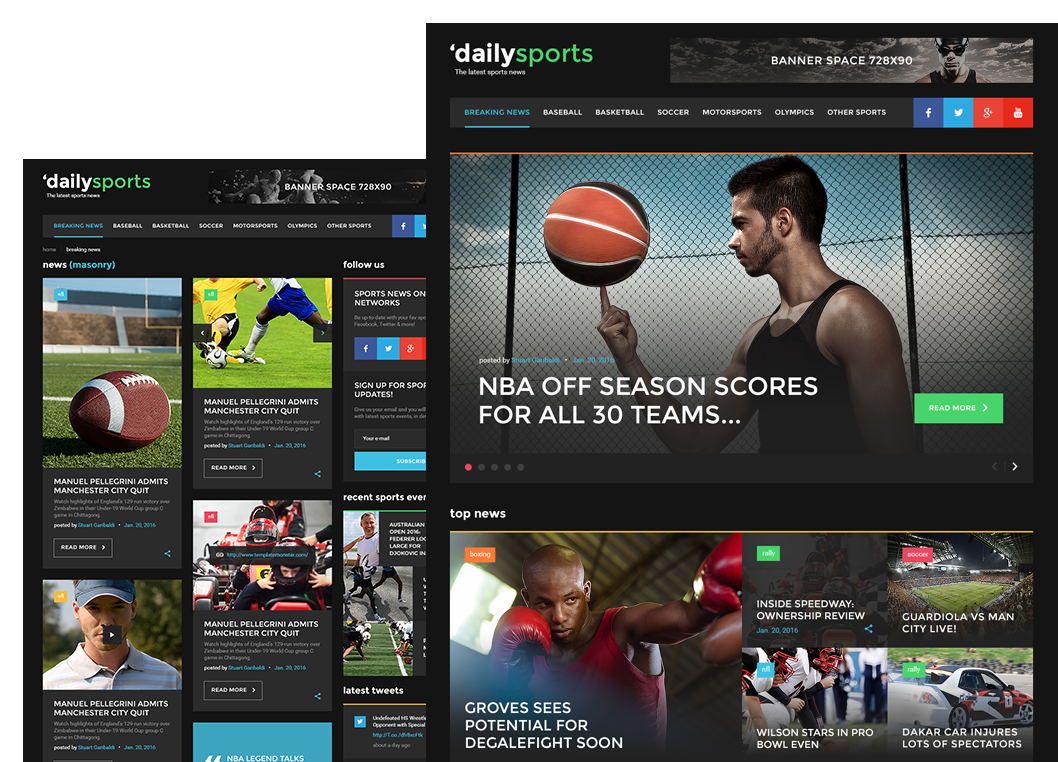 'dailysports
The latest sports news
BANNER SPACE 728X90
BREAKING NEWS BASEBALL BASKETBALL SOCCER MOTORSPORTS OLYMPICS OTHER SPORTS
posted by Stuart Garibaldi • Jan. 20, 2016
NBA OFF SEASON SCORES
FOR ALL 30 TEAMS...
READ MORE
top news
boxing
GROVES SEES
POTENTIAL FOR
DEGALEFIGHT SOON
rally
INSIDE SPEEDWAY:
OWNERSHIP REVIEW
Jan. 20, 2016
soccer
GUARDIOLA VS MAN
CITY LIVE!
nfl
WILSON STARS IN PRO
BOWL EVEN
rally
DAKAR CAR INJURES
LOTS OF SPECTATORS
'dailysports
The latest sports news
BANNER SPACE 728X90
BREAKING NEWS BASEBALL BASKETBALL SOCCER MOTORSPORTS OLYMPICS OTHER SPORTS
home breaking news
news (masonry)
nfl
MANUEL PELLEGRINI ADMITS
MANCHESTER CITY QUIT
Watch highlights of England's 129-run victory over
Zimbabwe in their Under-19 World Cup group C
game in Chittagong.
posted by Stuart Garibaldi • Jan. 20, 2016
READ MORE
nfl
MANUEL PELLEGRINI ADMITS
MANCHESTER CITY QUIT
Watch highlights of England's 129-run victory over
Zimbabwe in their Under-19 World Cup group C
game in Chittagong.
posted by Stuart Garibaldi • Jan. 20, 2016
nfl
MANUEL PELLEGRINI ADMITS
MANCHESTER CITY QUIT
Watch highlights of England's 129-run victory over
Zimbabwe in their Under-19 World Cup group C
game in Chittagong.
posted by Stuart Garibaldi • Jan. 20, 2016
READ MORE
nfl
http://www.templatemonster.com/
MANUEL PELLEGRINI ADMITS
MANCHESTER CITY QUIT
Watch highlights of England's 129-run victory over
Zimbabwe in their Under-19 World Cup group C
game in Chittagong.
posted by Stuart Garibaldi • Jan. 20, 2016
READ MORE
NBA LEGEND TALKS
follow us
SPORTS NEWS ON
NETWORKS
Be up-to-date with your fav spo
Facebook, Twitter & more!
SIGN UP FOR SPOR
UPDATES!
Give us your email and you will
with latest sports events, in de
Your e-mail
SUBSCRIB
recent sports ever
AUSTRALIAN
OPEN 2016:
FEDERER LOO
LARGE FOR
DJOKOVIC IN
latest tweets
Undefeated HS Wrestle
Opponent with Special
about a day ago